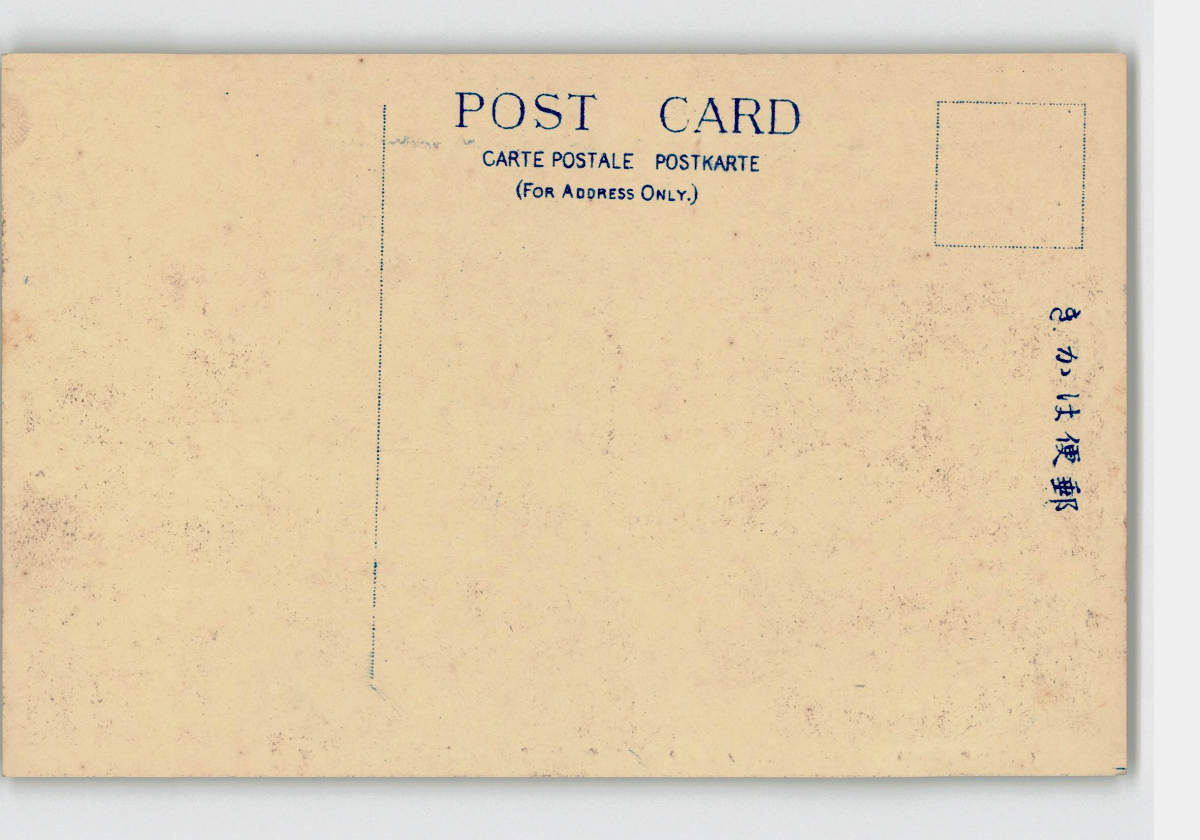 POST CARD
CARTE POSTALE POSTKARTE
(FOR ADDRESS ONLY.)
郵便はかき